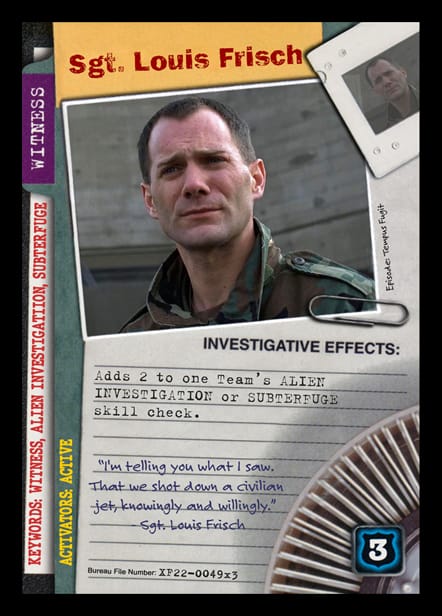 Sgt. Louis Frisch
WITNESS
KEYWORDS: WITNESS, ALIEN INVESTIGATIION, SUBTERFUGE
ACTIVATORS: ACTIVE
Episode: Tempus Fugit
INVESTIGATIVE EFFECTS:
Adds 2 to one Team's ALIEN
INVESTIGATION or SUBTERFUGE
skill check.
"I'm telling you what I saw.
That we shot down a civilian
jet, knowingly and willingly."
- Sgt. Louis Frisch
Bureau File Number: XF22-0049x3
3